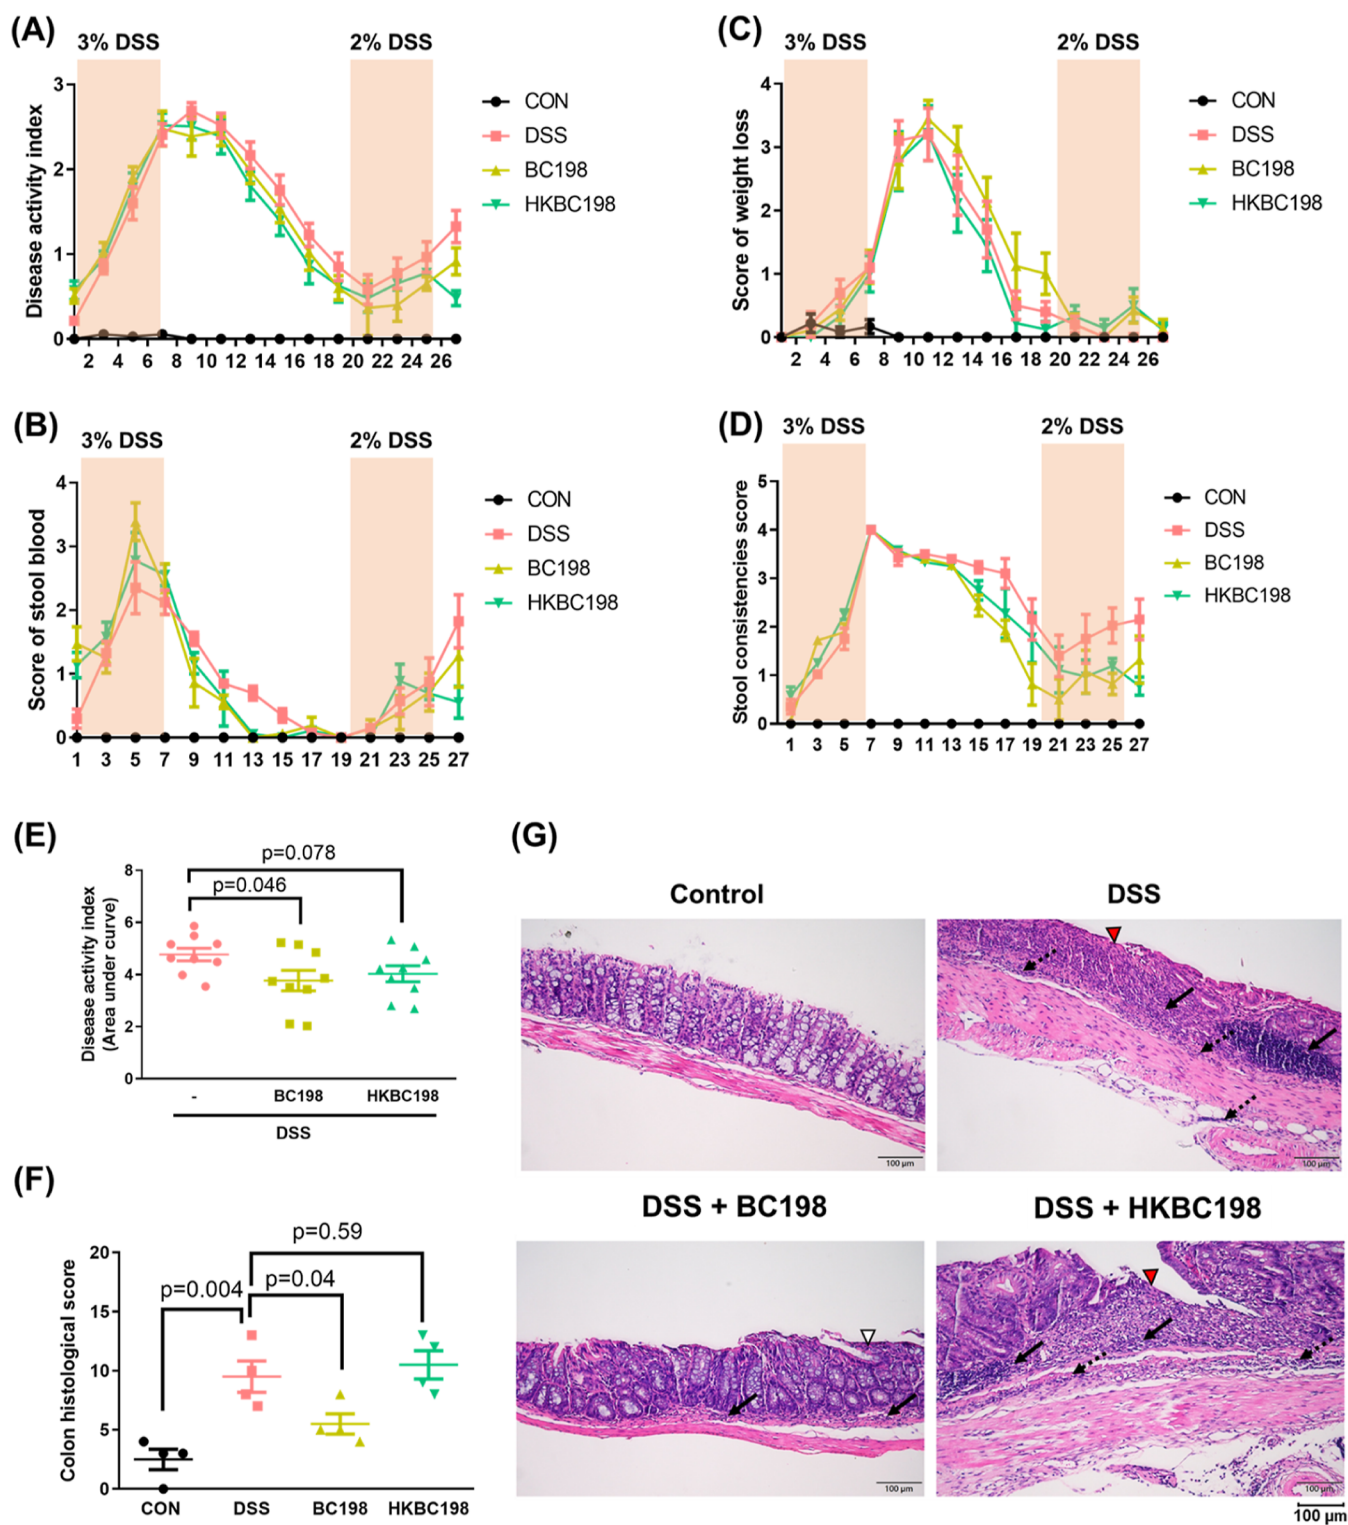 (A)
3% DSS
2% DSS
Disease activity index
3
2
1
0
2 4 6 8 10 12 14 16 18 20 22 24 26
CON
DSS
BC198
HKBC198
(C)
3% DSS
2% DSS
Score of weight loss
4
3
2
1
0
2 4 6 8 10 12 14 16 18 20 22 24 26
CON
DSS
BC198
HKBC198
(B)
3% DSS
2% DSS
Score of stool blood
4
3
2
1
0
1 3 5 7 9 11 13 15 17 19 21 23 25 27
CON
DSS
BC198
HKBC198
(D)
3% DSS
2% DSS
Stool consistencies score
5
4
3
2
1
0
1 3 5 7 9 11 13 15 17 19 21 23 25 27
CON
DSS
BC198
HKBC198
(E)
p=0.078
p=0.046
Disease activity index
(Area under curve)
8
6
4
2
0
- BC198 HKBC198
DSS
(F)
p=0.59
p=0.004
p=0.04
Colon histological score
20
15
10
5
0
CON DSS BC198 HKBC198
(G)
Control
DSS
100 µm
100 µm
DSS + BC198
DSS + HKBC198
100 µm
100 µm
100 µm